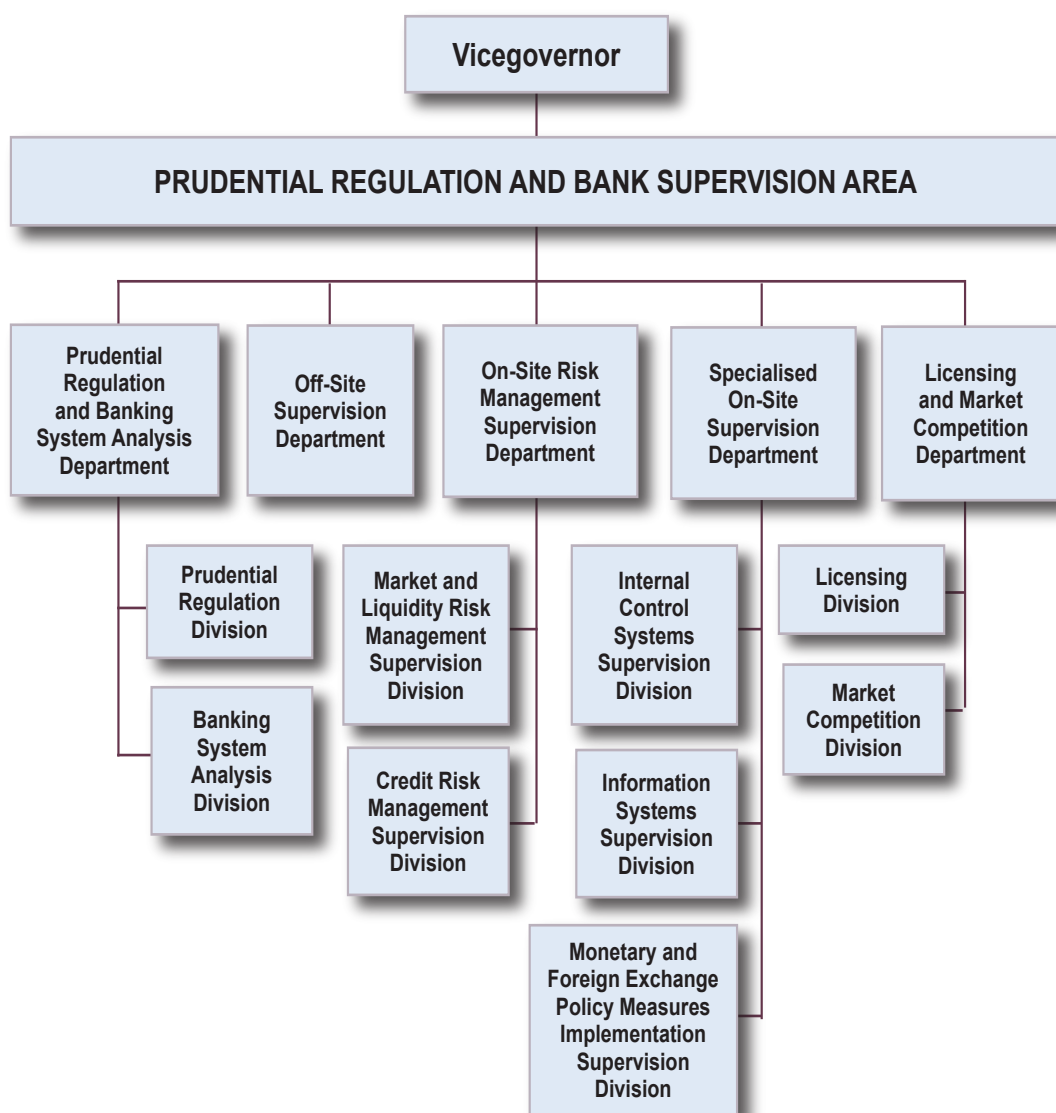 Vicegovernor
PRUDENTIAL REGULATION AND BANK SUPERVISION AREA
Prudential
Regulation
and Banking
System Analysis
Department
Off-Site
Supervision
Department
On-Site Risk
Management
Supervision
Department
Specialised
On-Site
Supervision
Department
Licensing
and Market
Competition
Department
Prudential
Regulation
Division
Banking
System
Analysis
Division
Market and
Liquidity Risk
Management
Supervision
Division
Credit Risk
Management
Supervision
Division
Internal
Control
Systems
Supervision
Division
Information
Systems
Supervision
Division
Monetary and
Foreign Exchange
Policy Measures
Implementation
Supervision
Division
Licensing
Division
Market
Competition
Division